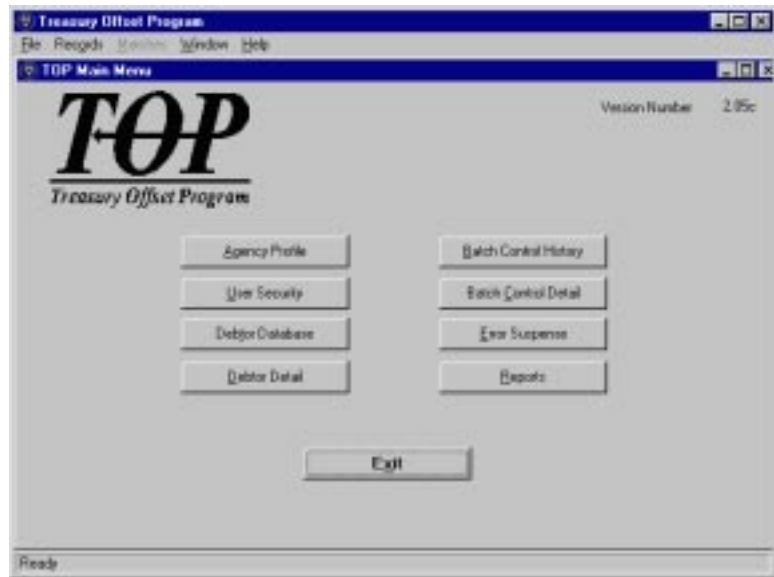 Treasury Offset Program
File Records Window Help
TOP Main Menu
TOP
Version Number 2.05c
Treasury Offset Program
Agency Profile Batch Control History
User Security Batch Control Detail
Debtor Database Error Suspense
Debtor Detail Reports
Exit
Ready